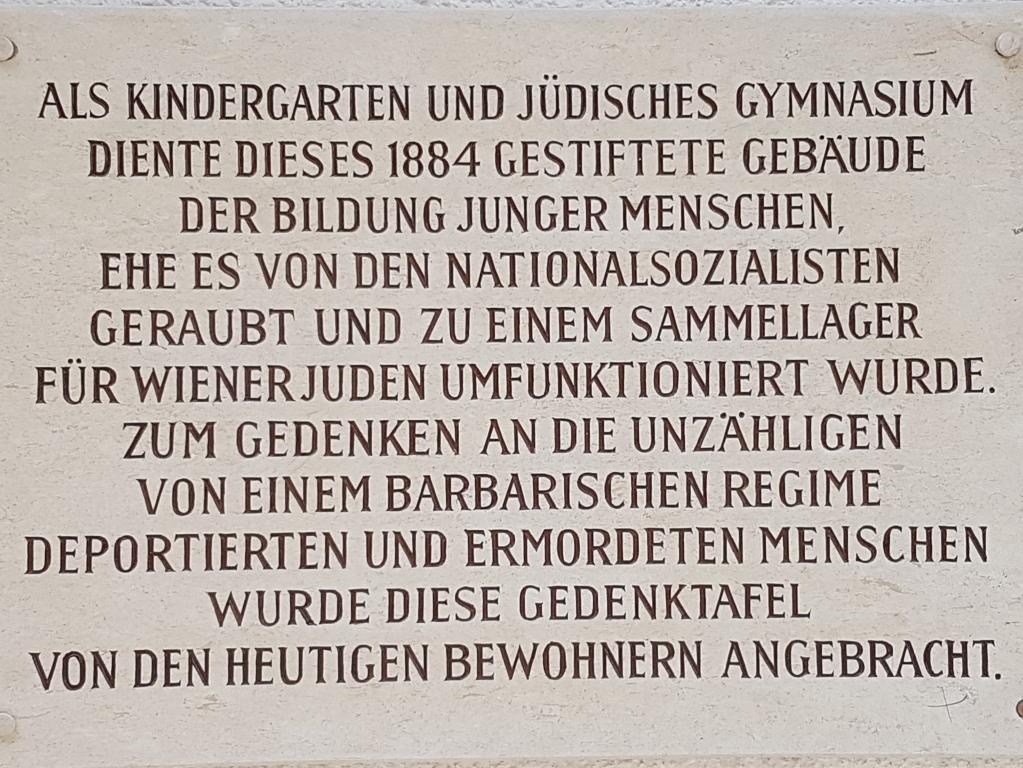 ALS KINDERGARTEN UND JÜDISCHES GYMNASIUM
DIENTE DIESES 1884 GESTIFTETE GEBÄUDE
DER BILDUNG JUNGER MENSCHEN,
EHE ES VON DEN NATIONALSOZIALISTEN
GERAUBT UND ZU EINEM SAMMELLAGER
FÜR WIENER JUDEN UMFUNKTIONIERT WURDE.
ZUM GEDENKEN AN DIE UNZÄHLIGEN
VON EINEM BARBARISCHEN REGIME
DEPORTIERTEN UND ERMORDETEN MENSCHEN
WURDE DIESE GEDENKTAFEL
VON DEN HEUTIGEN BEWOHNERN ANGEBRACHT.